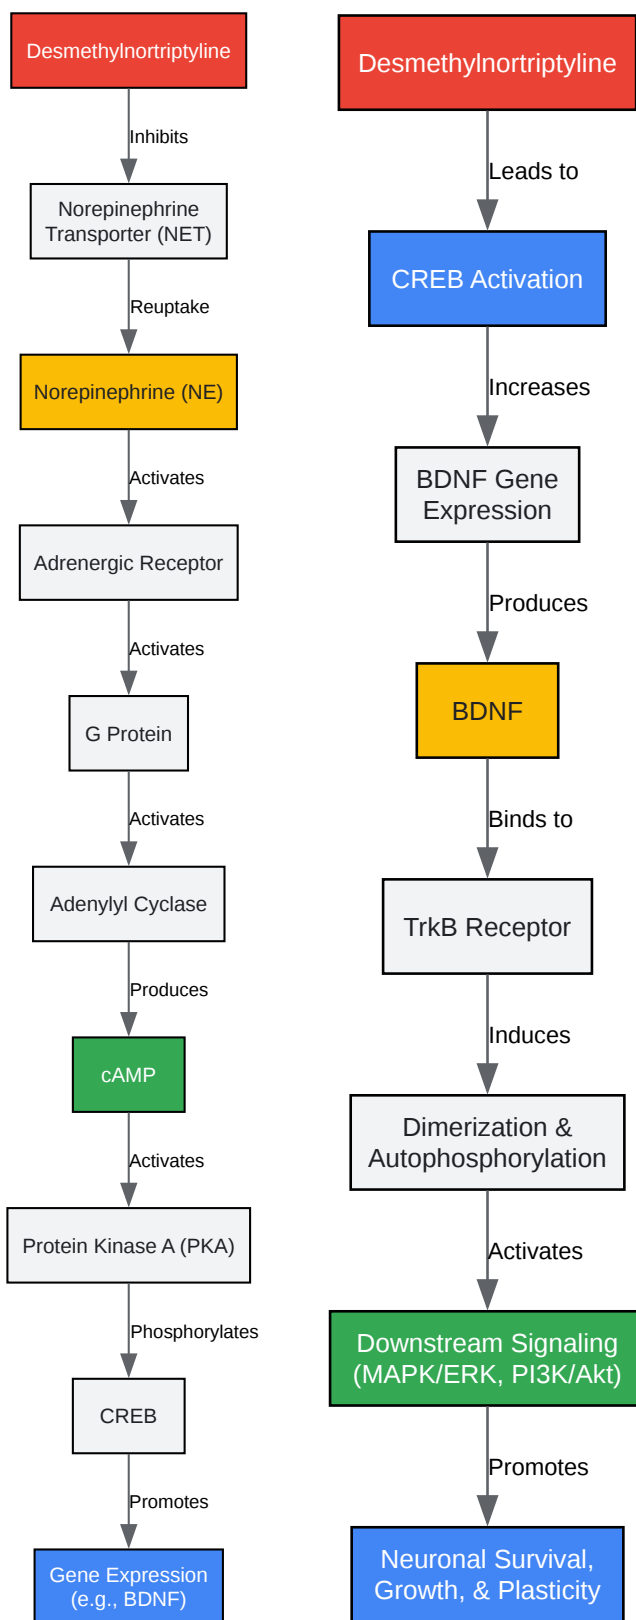 Desmethylnortriptyline
Inhibits
Norepinephrine
Transporter (NET)
Reuptake
Norepinephrine (NE)
Activates
Adrenergic Receptor
Activates
G Protein
Activates
Adenylyl Cyclase
Produces
cAMP
Activates
Protein Kinase A (PKA)
Phosphorylates
CREB
Promotes
Gene Expression
(e.g., BDNF)
Desmethylnortriptyline
Leads to
CREB Activation
Increases
BDNF Gene
Expression
Produces
BDNF
Binds to
TrkB Receptor
Induces
Dimerization &
Autophosphorylation
Activates
Downstream Signaling
(MAPK/ERK, PI3K/Akt)
Promotes
Neuronal Survival,
Growth, & Plasticity